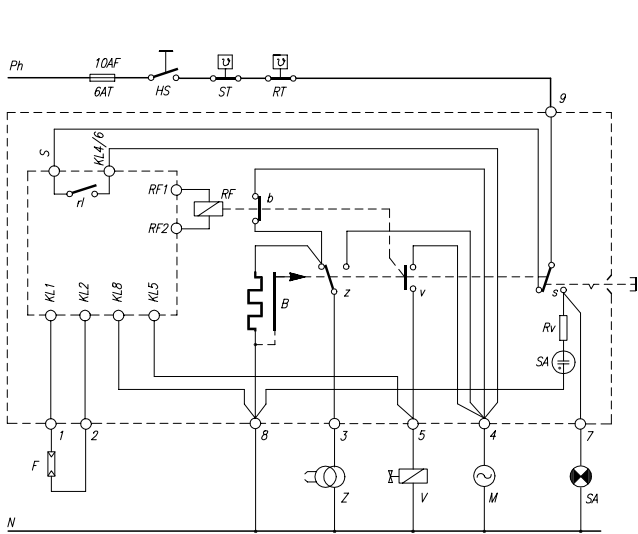 Ph
10AF
6AT
HS
ST
RT
9
S
KL4/6
rl
RF1
RF
RF2
b
KL1
KL2
KL8
KL5
B
z
v
s
Rv
SA
1
2
8
3
5
4
7
F
Z
V
M
SA
N